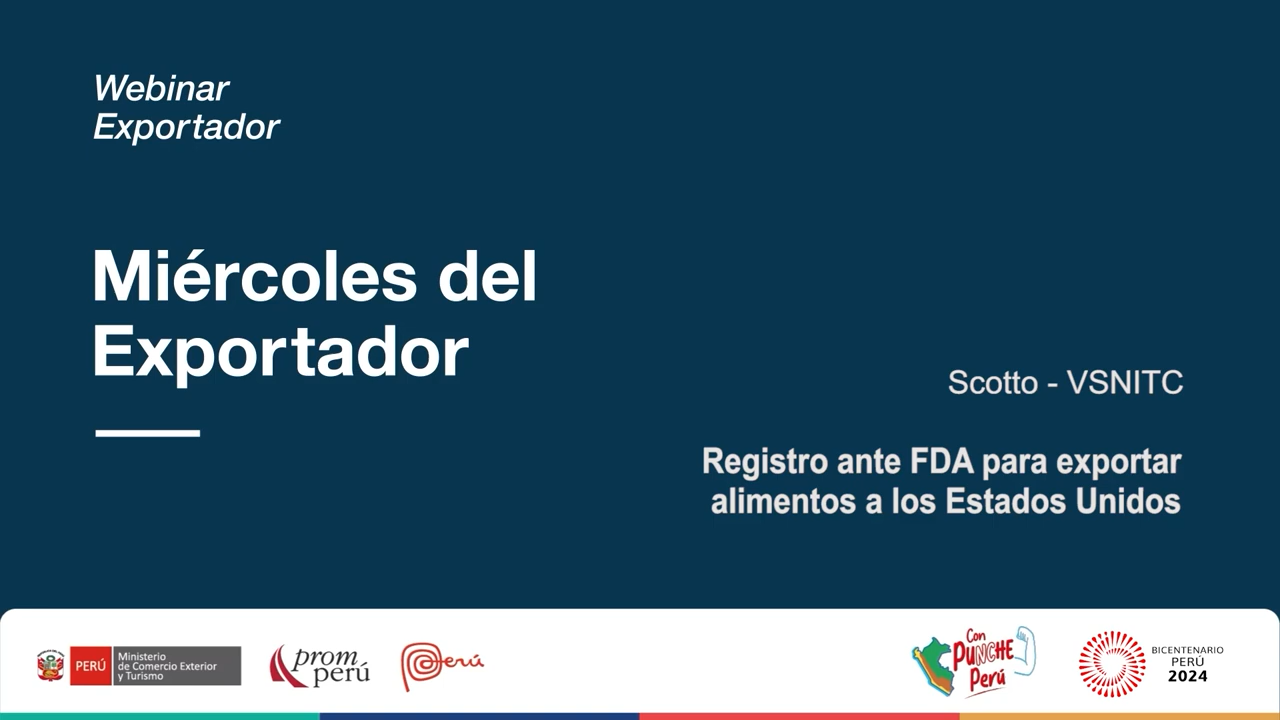 Webinar
Exportador
Miércoles del
Exportador
Scotto - VSNITC
Registro ante FDA para exportar
alimentos a los Estados Unidos
PERÚ
Ministerio
de Comercio Exterior
y Turismo
prom
perú
Perú
Con
PUNCHE
Perú
BICENTENARIO
PERÚ
2024